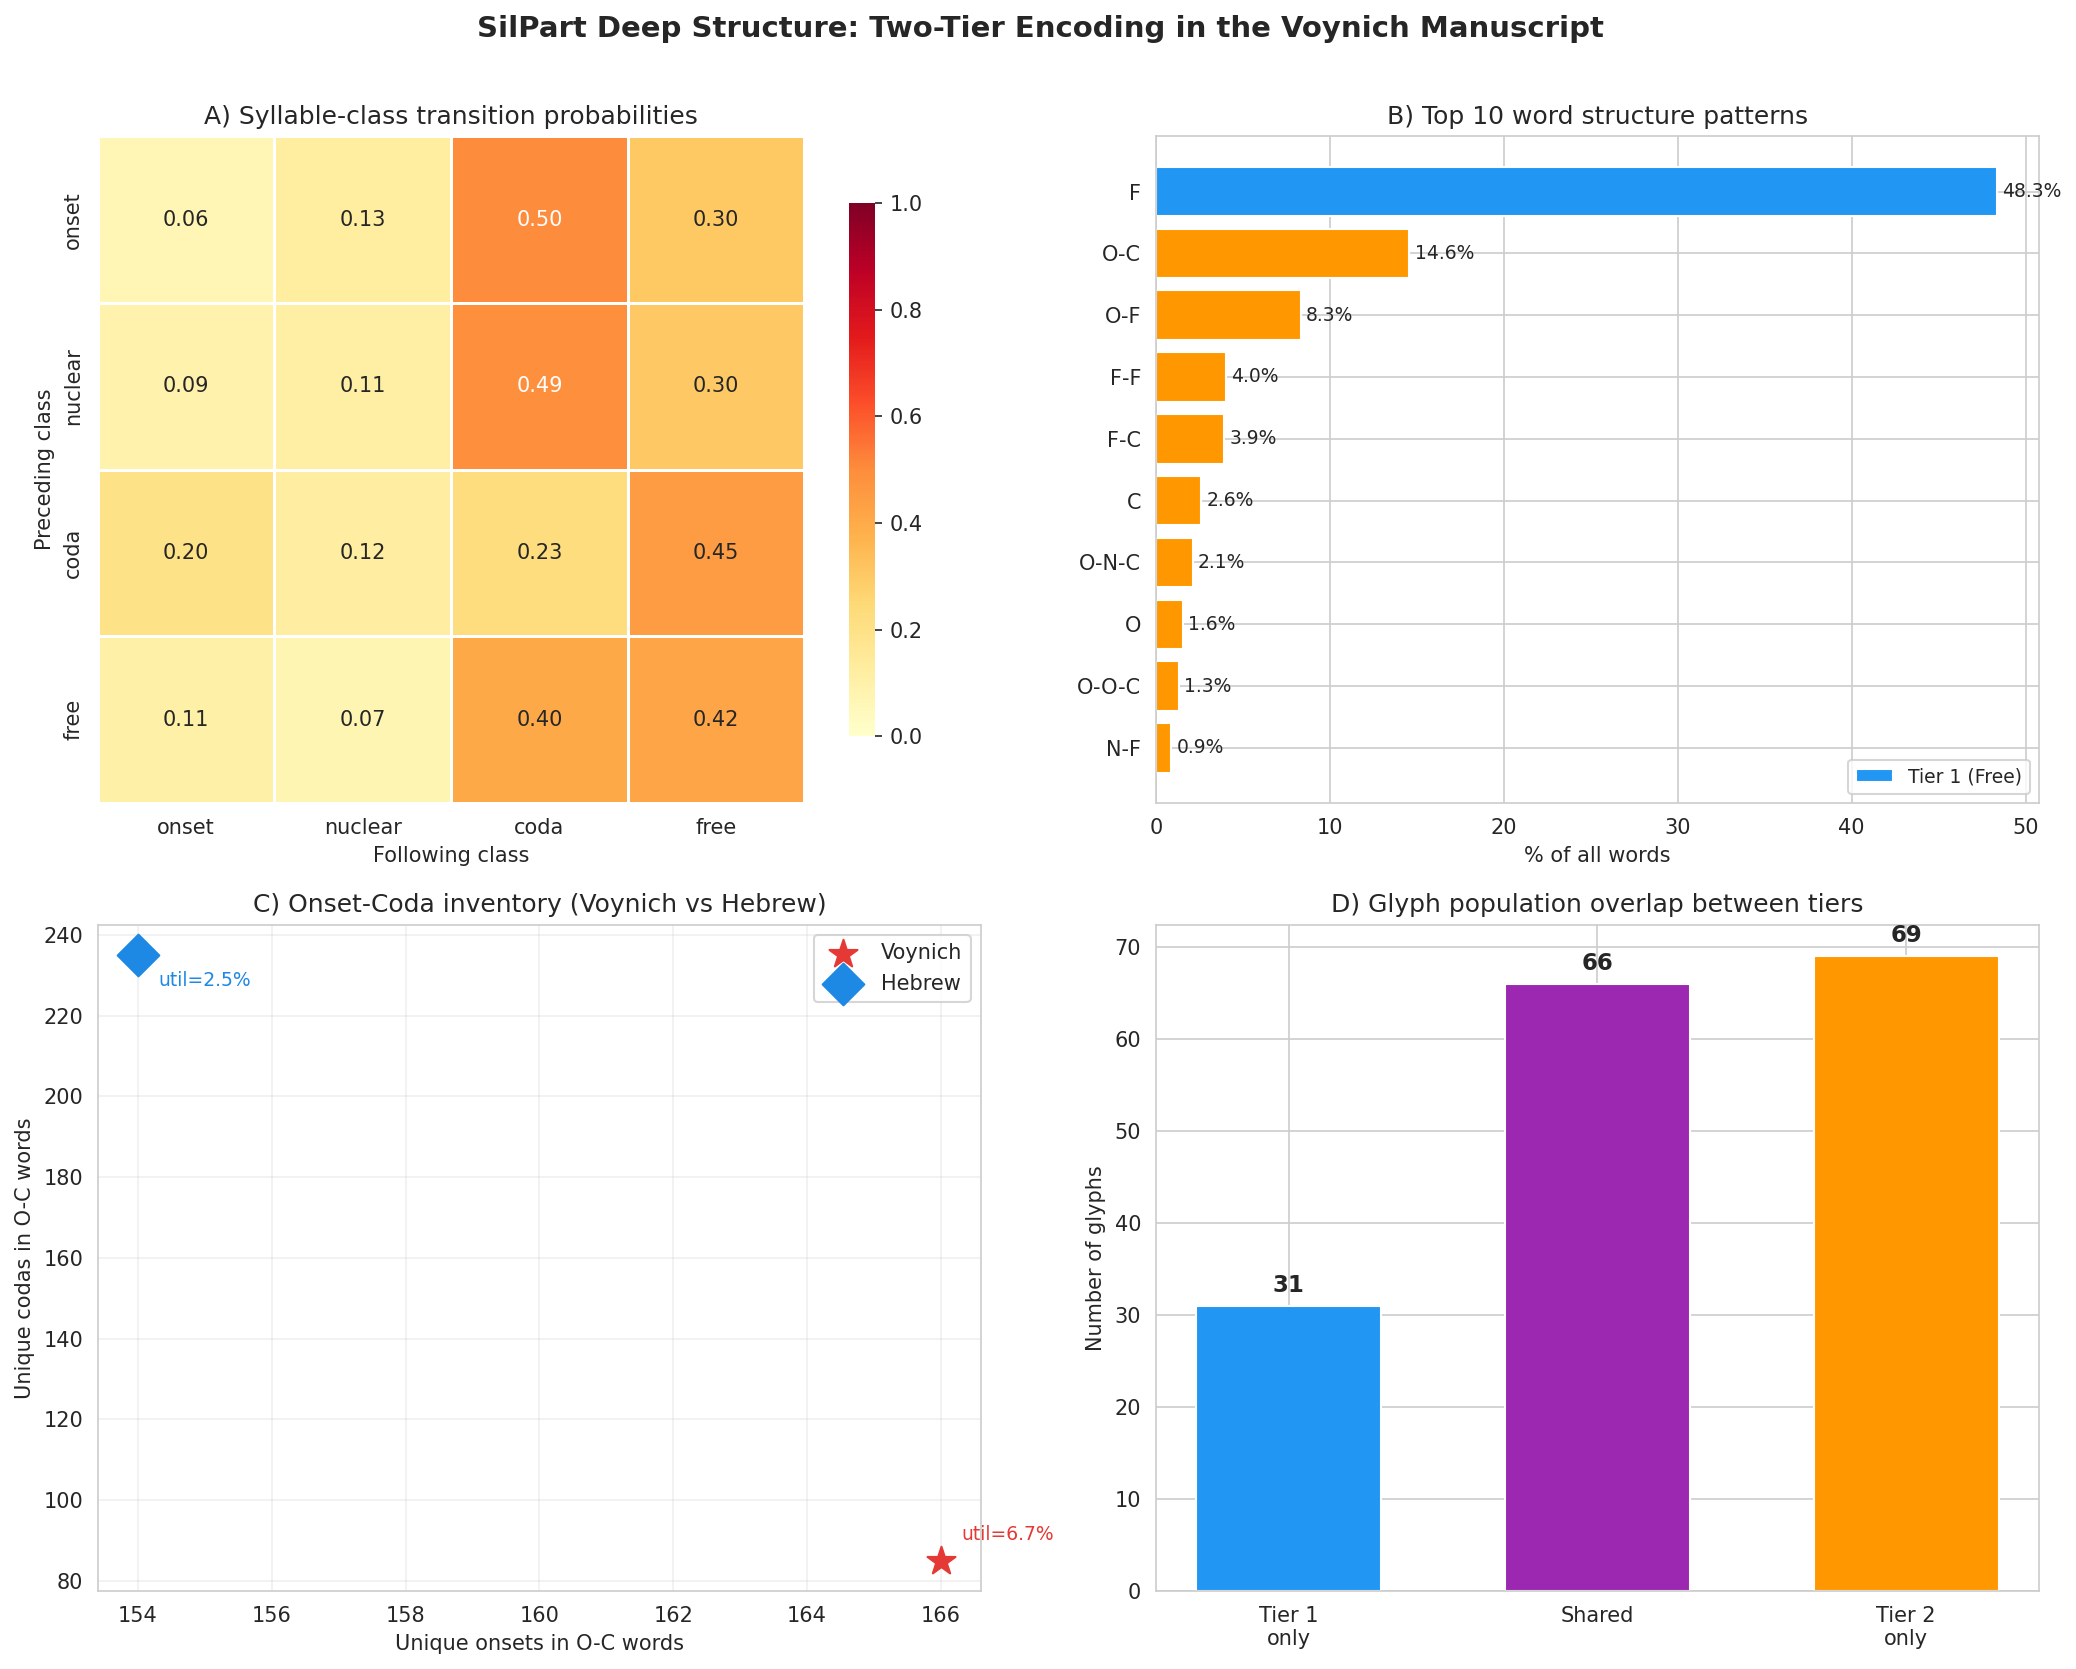 SilPart Deep Structure: Two-Tier Encoding in the Voynich Manuscript
A) Syllable-class transition probabilities
Preceding class
onset
nuclear
coda
free
0.06 0.13 0.50 0.30
0.09 0.11 0.49 0.30
0.20 0.12 0.23 0.45
0.11 0.07 0.40 0.42
onset nuclear coda free
Following class
1.0
0.8
0.6
0.4
0.2
0.0
B) Top 10 word structure patterns
F 48.3%
O-C 14.6%
O-F 8.3%
F-F 4.0%
F-C 3.9%
C 2.6%
O-N-C 2.1%
O 1.6%
O-O-C 1.3%
N-F 0.9%
Tier 1 (Free)
0 10 20 30 40 50
% of all words
C) Onset-Coda inventory (Voynich vs Hebrew)
Unique codas in O-C words
240
220
200
180
160
140
120
100
80
util=2.5%
Voynich
Hebrew
util=6.7%
154 156 158 160 162 164 166
Unique onsets in O-C words
D) Glyph population overlap between tiers
Number of glyphs
70
60
50
40
30
20
10
0
31 66 69
Tier 1 Shared Tier 2
only only